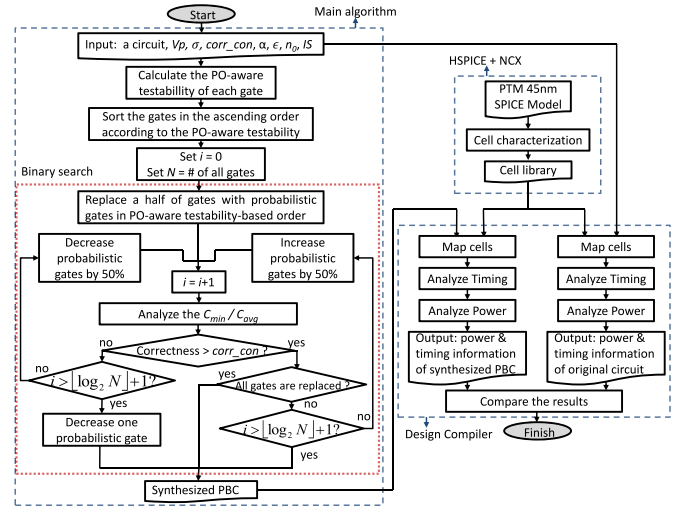 Start
Main algorithm
Input: a circuit, Vp, σ, corr_con, α, ϵ, n₀, IS
Calculate the PO-aware
testability of each gate
Sort the gates in the ascending order
according to the PO-aware testability
Set i = 0
Set N = # of all gates
Binary search
Replace a half of gates with probabilistic
gates in PO-aware testability-based order
Decrease
probabilistic
gates by 50%
Increase
probabilistic
gates by 50%
i = i+1
Analyze the Cmin / Cavg
Correctness > corr_con ?
no
yes
i > ⌊log₂ N⌋+1?
All gates are replaced ?
yes
yes
no
Decrease one
probabilistic gate
i > ⌊log₂ N⌋+1?
no
yes
Synthesized PBC
HSPICE + NCX
PTM 45nm
SPICE Model
Cell characterization
Cell library
Map cells
Analyze Timing
Analyze Power
Output: power &
timing information
of synthesized PBC
Map cells
Analyze Timing
Analyze Power
Output: power &
timing information
of original circuit
Compare the results
Design Compiler
Finish
no